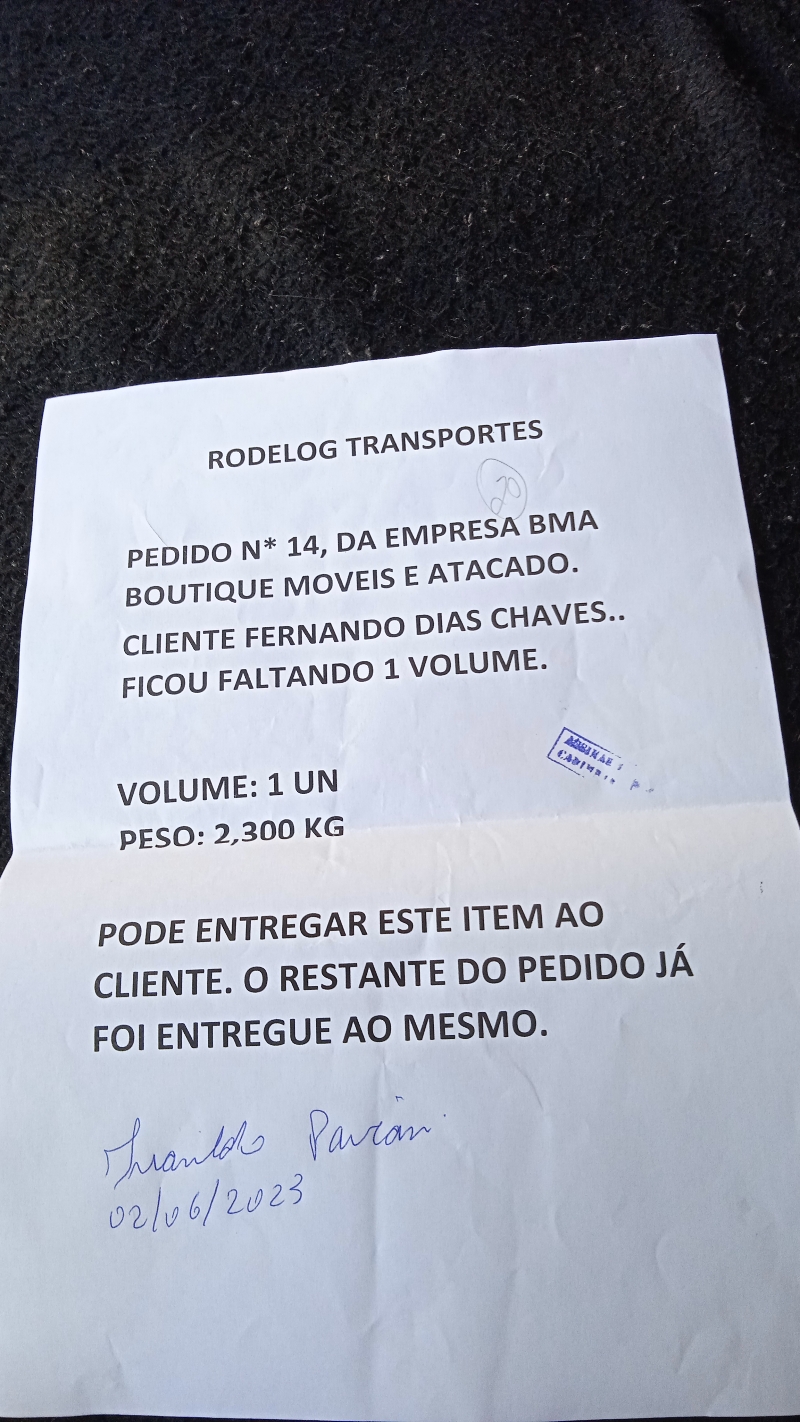 RODELOG TRANSPORTES
20
PEDIDO N* 14, DA EMPRESA BMA
BOUTIQUE MOVEIS E ATACADO.
CLIENTE FERNANDO DIAS CHAVES..
FICOU FALTANDO 1 VOLUME.
VOLUME: 1 UN
PESO: 2,300 KG
PODE ENTREGAR ESTE ITEM AO
CLIENTE. O RESTANTE DO PEDIDO JÁ
FOI ENTREGUE AO MESMO.
Pavian
02/06/2023